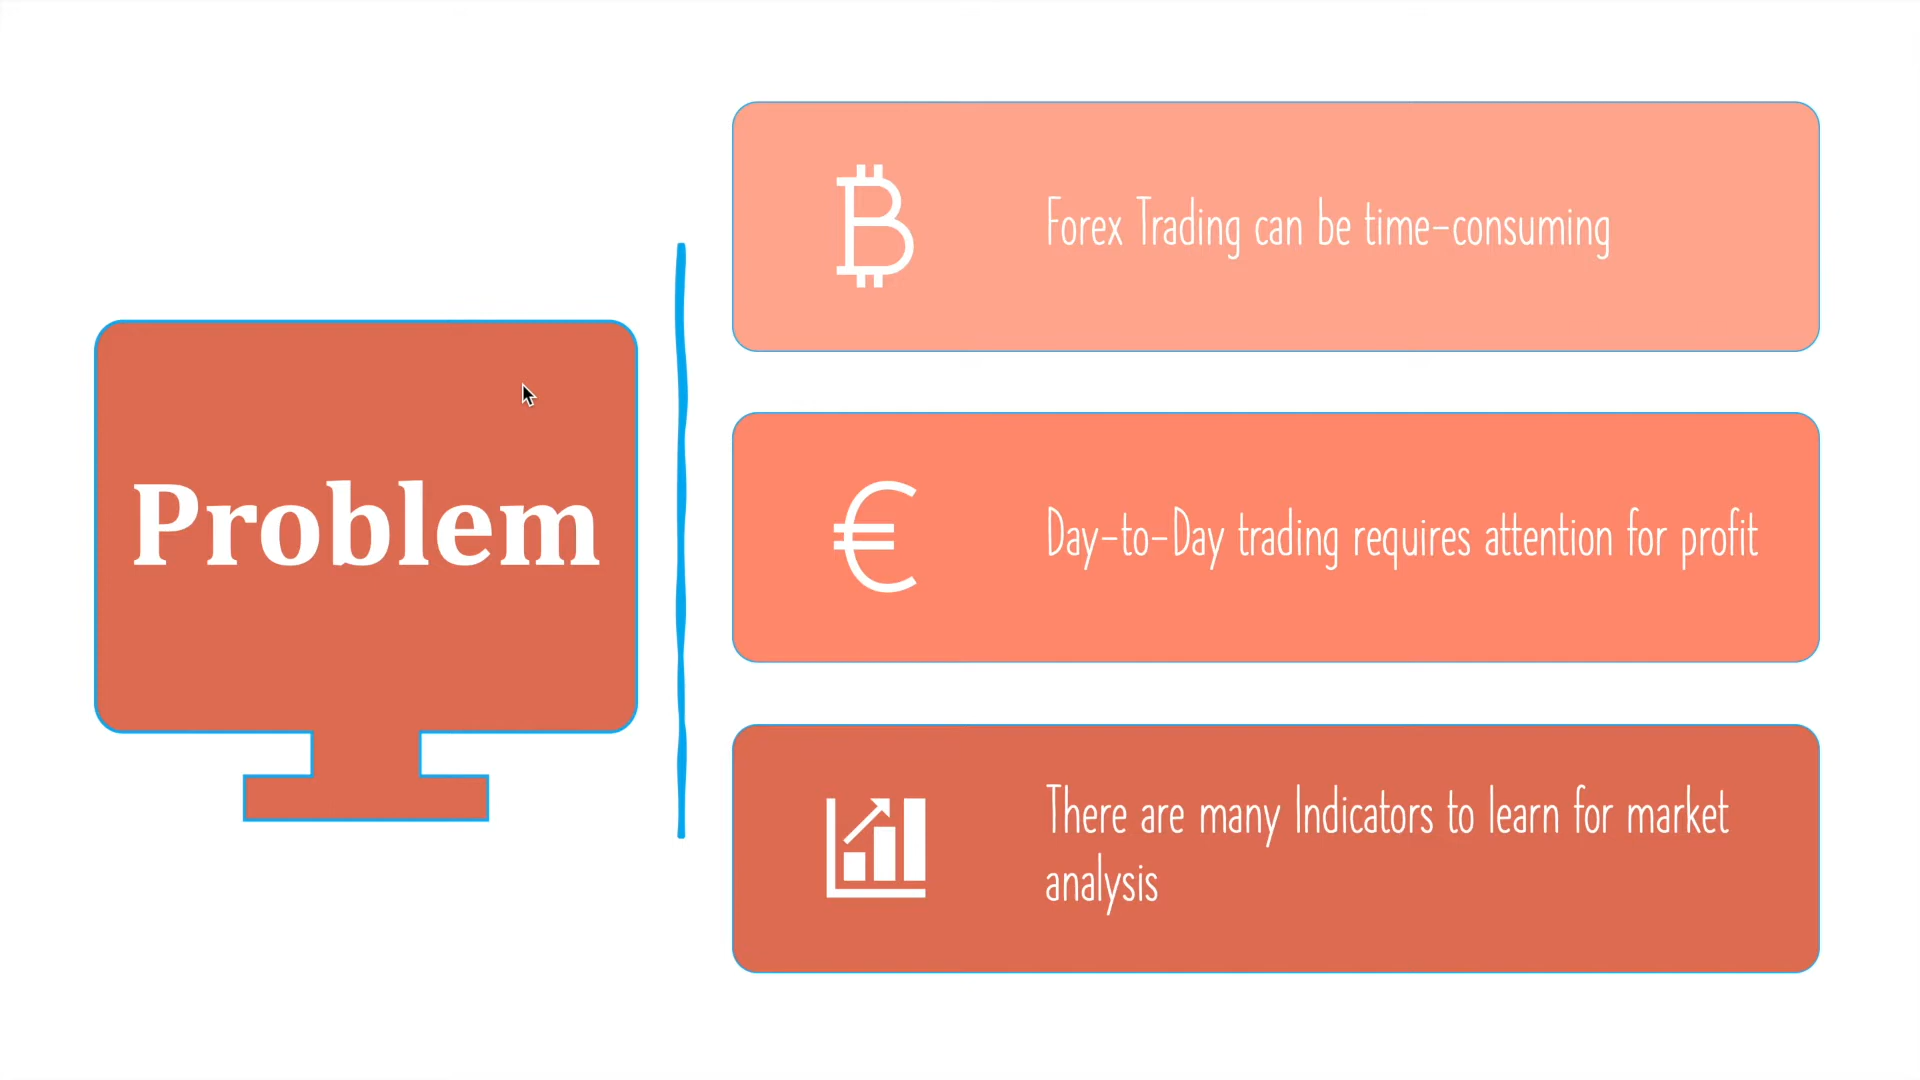 Problem
Forex Trading can be time-consuming
Day-to-Day trading requires attention for profit
There are many Indicators to learn for market
analysis